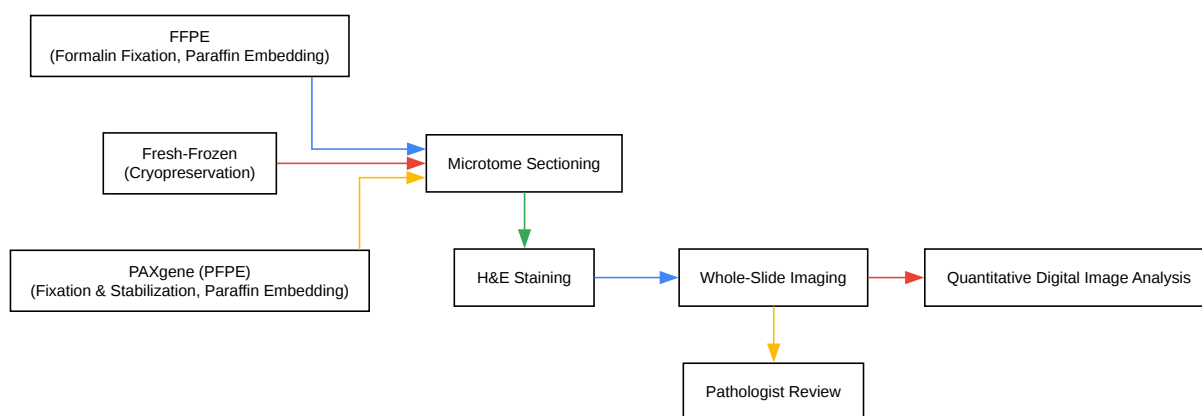 FFPE
(Formalin Fixation, Paraffin Embedding)
Fresh-Frozen
(Cryopreservation)
Microtome Sectioning
PAXgene (PFPE)
(Fixation & Stabilization, Paraffin Embedding)
H&E Staining
Whole-Slide Imaging
Quantitative Digital Image Analysis
Pathologist Review